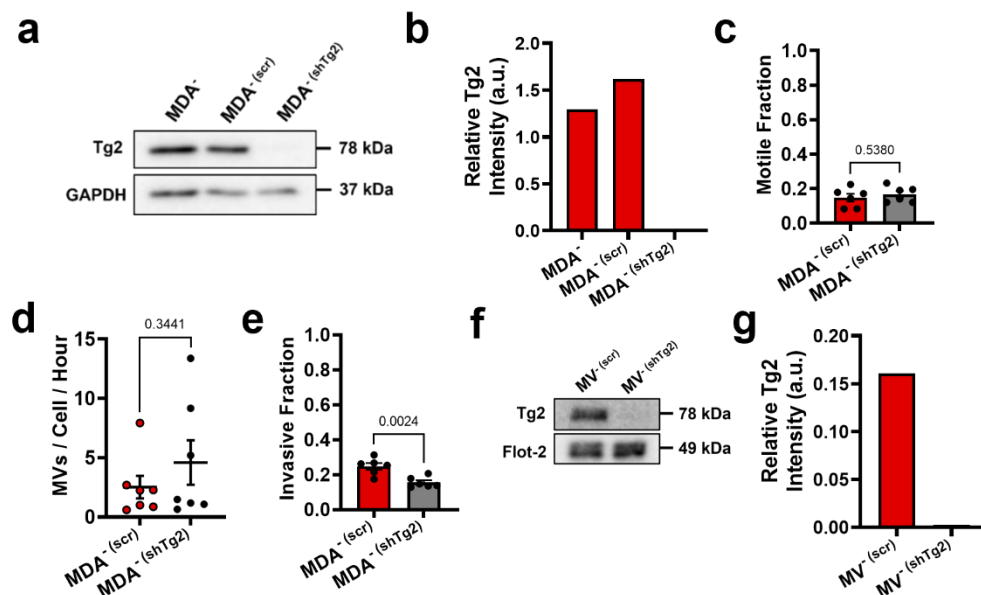 a
MDA-
MDA- (scr)
MDA- (shTg2)
Tg2
78 kDa
GAPDH
37 kDa
b
Relative Tg2
Intensity (a.u.)
2.0
1.5
1.0
0.5
0.0
MDA-
MDA- (scr)
MDA- (shTg2)
c
Motile Fraction
1.0
0.8
0.6
0.4
0.2
0.0
0.5380
MDA- (scr)
MDA- (shTg2)
d
MVs / Cell / Hour
15
10
5
0
0.3441
MDA- (scr)
MDA- (shTg2)
e
Invasive Fraction
1.0
0.8
0.6
0.4
0.2
0.0
0.0024
MDA- (scr)
MDA- (shTg2)
f
MV- (scr)
MV- (shTg2)
Tg2
78 kDa
Flot-2
49 kDa
g
Relative Tg2
Intensity (a.u.)
0.20
0.15
0.10
0.05
0.00
MV- (scr)
MV- (shTg2)